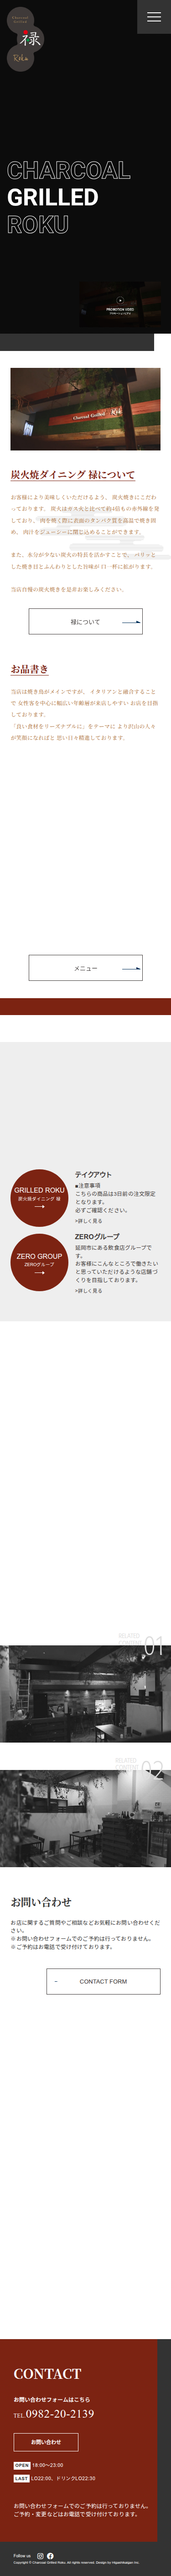 Charcoal
Grilled
禄
Roku
CHARCOAL
GRILLED
ROKU
PROMOTION VIDEO
Charcoal Grilled Roku
炭火焼ダイニング 禄について
お客様により美味しくいただけるよう、 炭火焼きにこだわ
っております。 炭火はガス火と比べて約4倍もの赤外線を発
しており、 肉を焼く際に表面のタンパク質を高温で焼き固
め、 肉汁をジューシーに閉じ込めることができます。
また、水分が少ない炭火の特長を活かすことで、 パリッと
した焼き目とふんわりとした旨味が 口一杯に拡がります。
当店自慢の炭火焼きを是非お楽しみください。
禄について
お品書き
当店は焼き鳥がメインですが、 イタリアンと融合すること
で 女性客を中心に幅広い年齢層が来店しやすい お店を目指
しております。
「良い食材をリーズナブルに」をテーマに より沢山の人々
が笑顔になればと 思い日々精進しております。
メニュー
GRILLED ROKU
炭火焼ダイニング 禄
テイクアウト
■注意事項
こちらの商品は3日前の注文限定
となります。
必ずご確認ください。
>詳しく見る
ZERO GROUP
ZEROグループ
ZEROグループ
延岡市にある飲食店グループで
す。
お客様にこんなところで働きたい
と思っていただけるような店舗づ
くりを目指しております。
>詳しく見る
RELATED
CONTENT
01
RELATED
CONTENT
02
お問い合わせ
お店に関するご質問やご相談などお気軽にお問い合わせくだ
さい。
※お問い合わせフォームでのご予約は行っておりません。
※ご予約はお電話で受け付けております。
CONTACT FORM
CONTACT
お問い合わせフォームはこちら
TEL.0982-20-2139
お問い合わせ
OPEN 18:00〜23:00
LAST LO22:00、ドリンクLO22:30
お問い合わせフォームでのご予約は行っておりません。
ご予約・変更などはお電話で受け付けております。
Follow us
Copyright © Charcoal Grilled Roku. All rights reserved. Design by Hippashiradgen Inc.